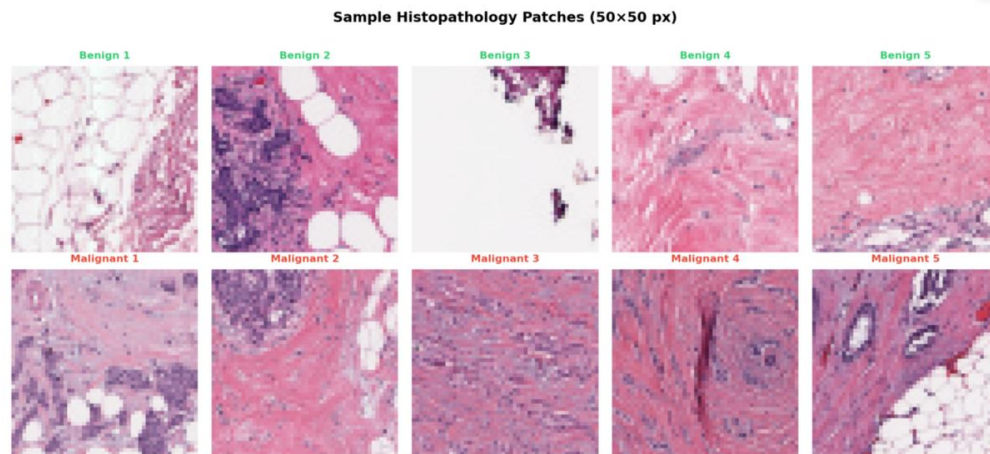 Sample Histopathology Patches (50×50 px)
Benign 1 Benign 2 Benign 3 Benign 4 Benign 5
Malignant 1 Malignant 2 Malignant 3 Malignant 4 Malignant 5